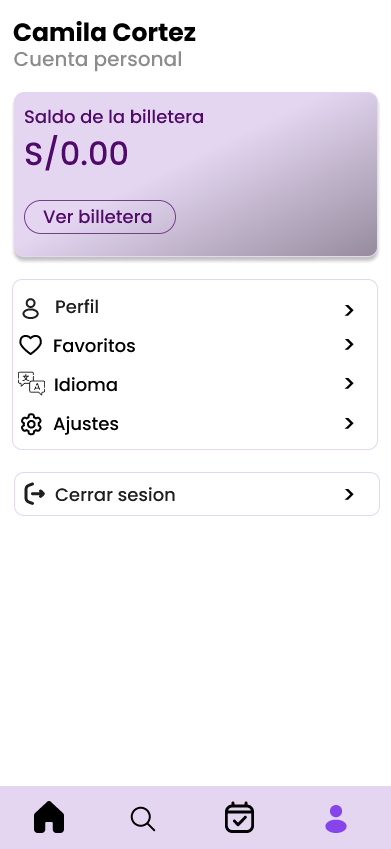 Camila Cortez
Cuenta personal
Saldo de la billetera
S/0.00
Ver billetera
Perfil
Favoritos
Idioma
Ajustes
Cerrar sesion